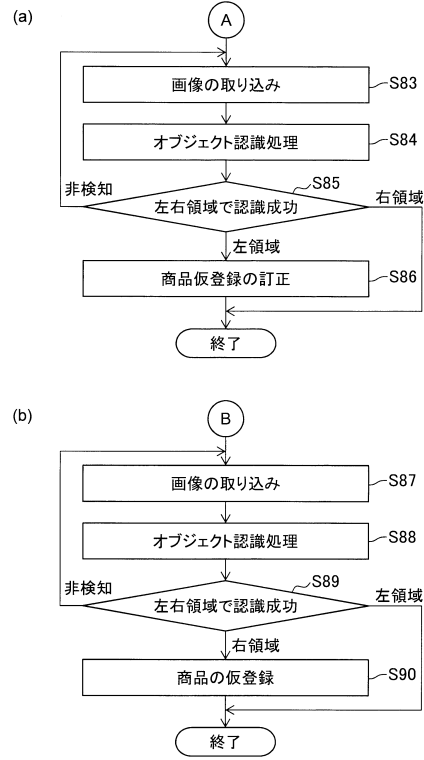 (a)
A
画像の取り込み
S83
オブジェクト認識処理
S84
S85
非検知
左右領域で認識成功
右領域
左領域
商品仮登録の訂正
S86
終了
(b)
B
画像の取り込み
S87
オブジェクト認識処理
S88
S89
非検知
左右領域で認識成功
左領域
右領域
商品の仮登録
S90
終了